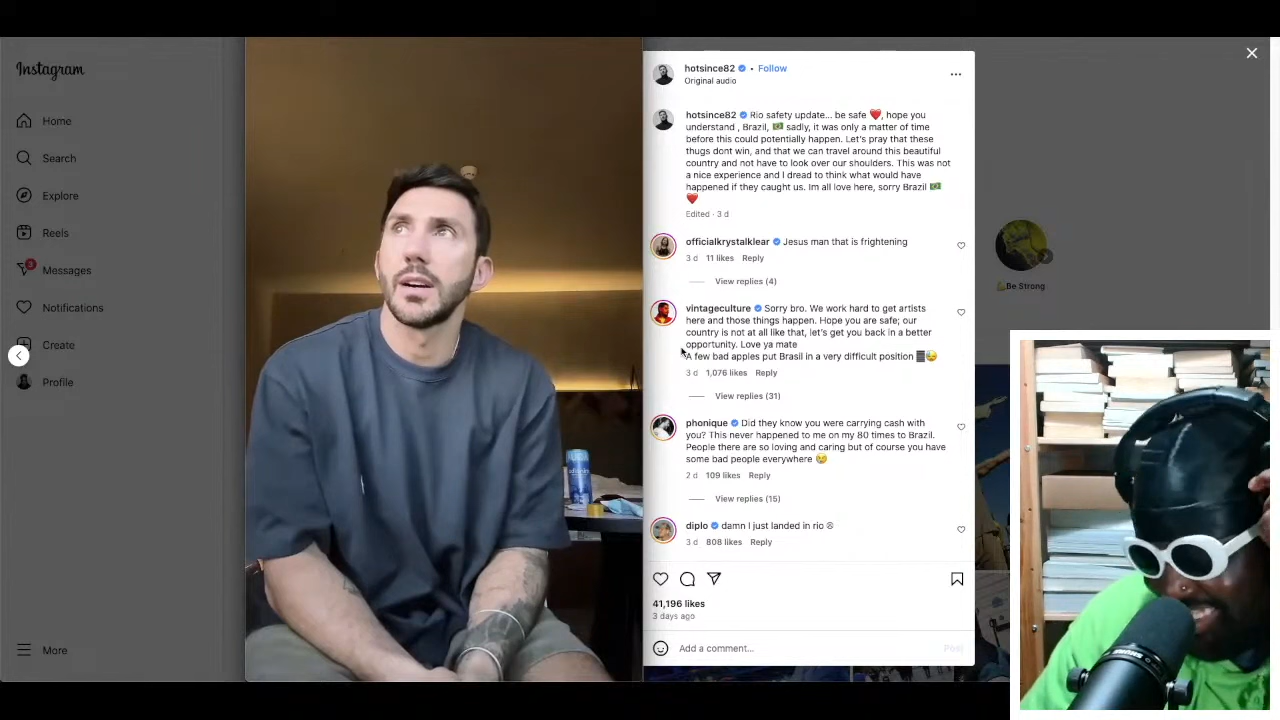 Instagram
Home
Search
Explore
Reels
3
Messages
Notifications
Create
Profile
More
hotsince82 • Follow
Original audio
hotsince82 Rio safety update... be safe ❤️, hope you
understand , Brazil, 🇧🇷 sadly, it was only a matter of time
before this could potentially happen. Let's pray that these
thugs dont win, and that we can travel around this beautiful
country and not have to look over our shoulders. This was not
a nice experience and I dread to think what would have
happened if they caught us. Im all love here, sorry Brazil 🇧🇷
❤️
Edited · 3 d
officialkrystalklear Jesus man that is frightening
3 d 11 likes Reply
View replies (4)
vintageculture Sorry bro. We work hard to get artists
here and those things happen. Hope you are safe; our
country is not at all like that, let's get you back in a better
opportunity. Love ya mate
A few bad apples put Brasil in a very difficult position
3 d 1,076 likes Reply
View replies (31)
phonique Did they know you were carrying cash with
you? This never happened to me on my 80 times to Brazil.
People there are so loving and caring but of course you have
some bad people everywhere 😢
2 d 109 likes Reply
View replies (15)
diplo damn I just landed in rio ☹
3 d 808 likes Reply
41,196 likes
3 days ago
Add a comment...
Post
💪Be Strong
SHURE